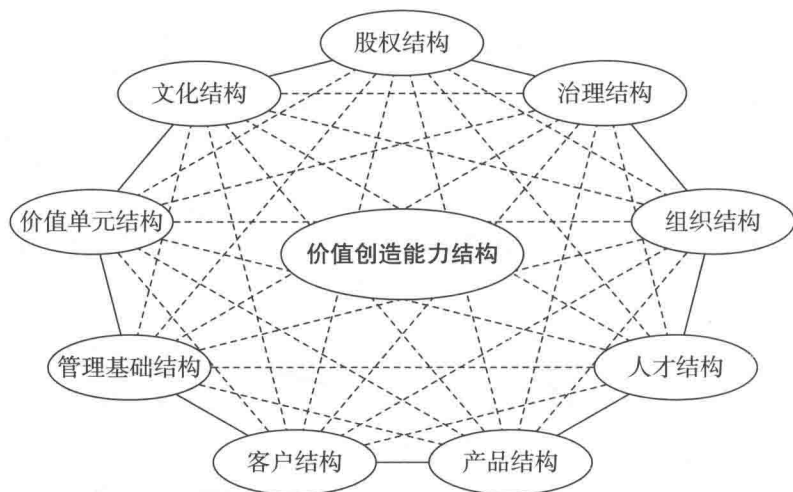 股权结构
文化结构
治理结构
价值单元结构
组织结构
价值创造能力结构
管理基础结构
人才结构
客户结构
产品结构